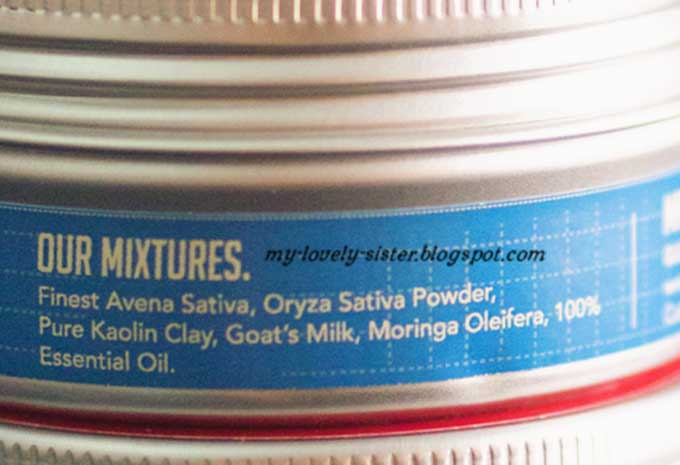 OUR MIXTURES.
my-lovely-sister.blogspot.com
Finest Avena Sativa, Oryza Sativa Powder,
Pure Kaolin Clay, Goat's Milk, Moringa Oleifera, 100%
Essential Oil.